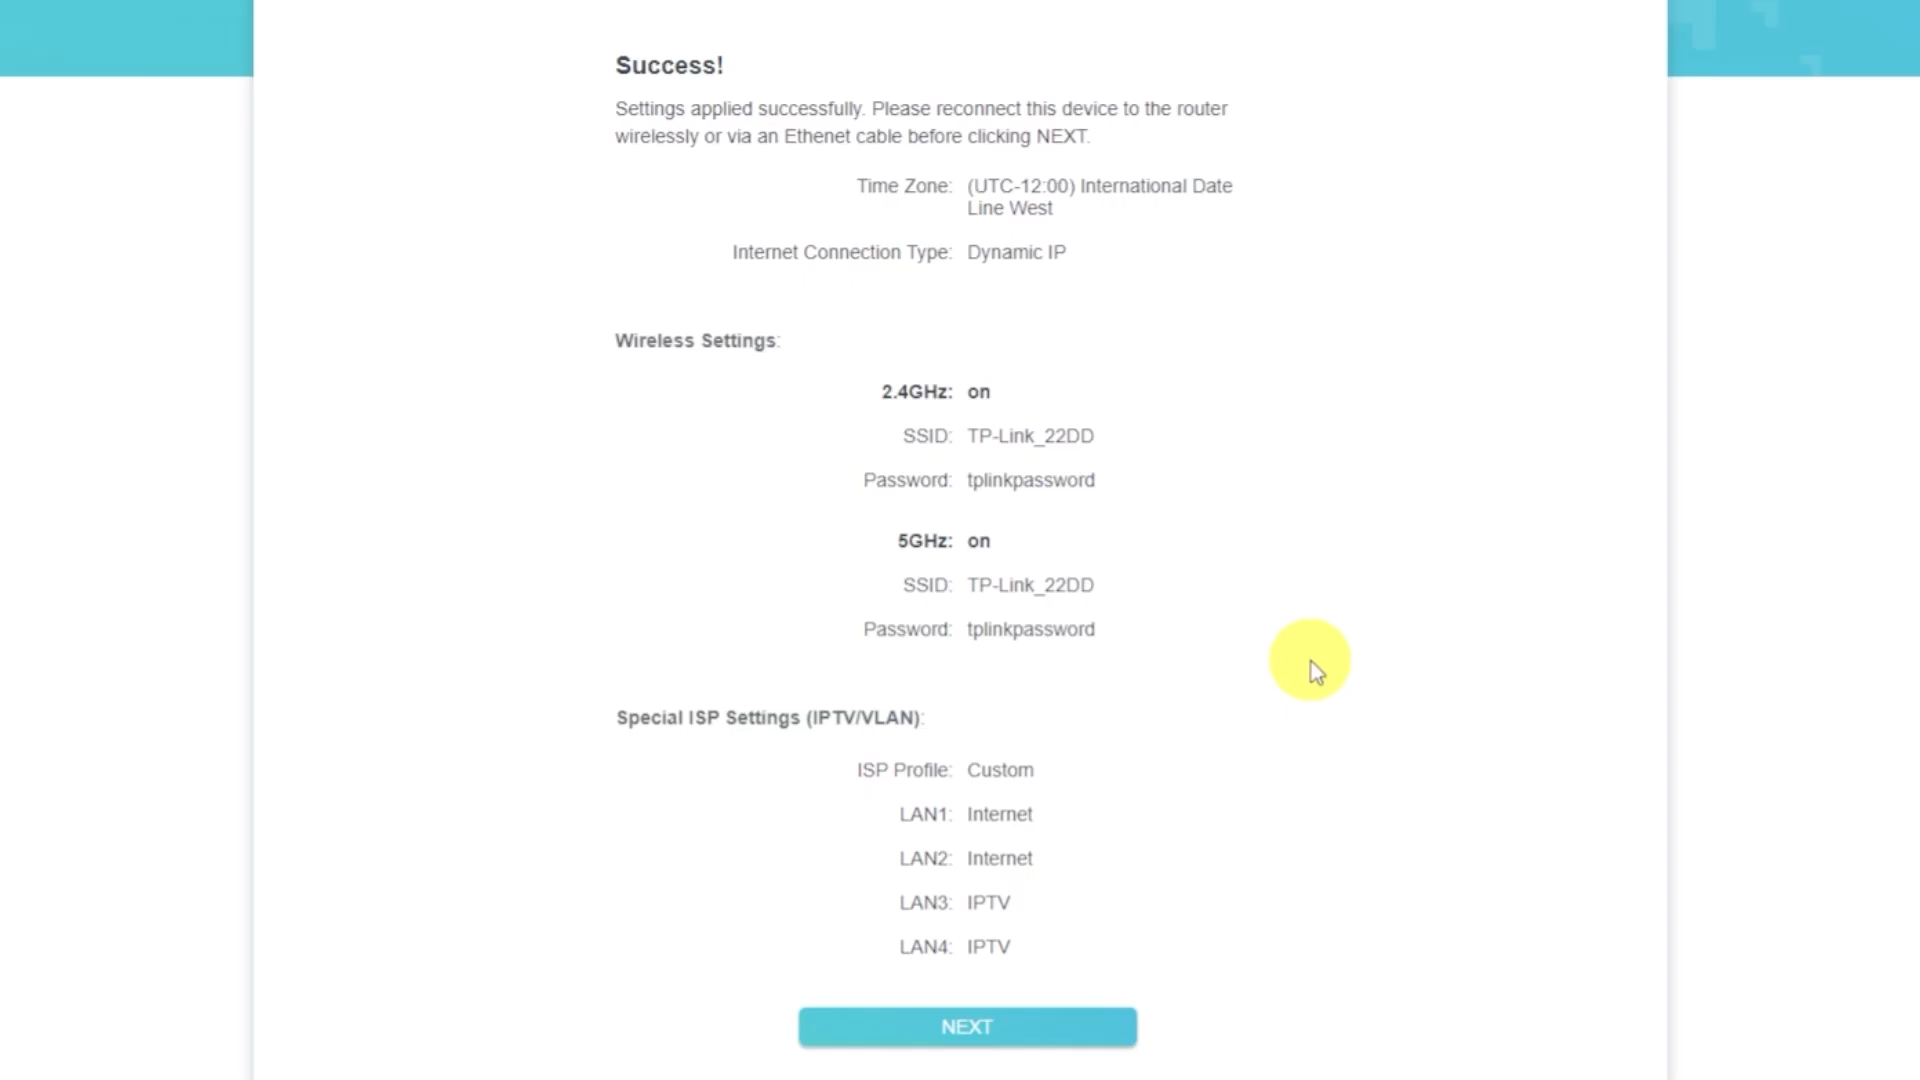 Success!
Settings applied successfully. Please reconnect this device to the router
wirelessly or via an Ethenet cable before clicking NEXT.
Time Zone: (UTC-12:00) International Date
Line West
Internet Connection Type: Dynamic IP
Wireless Settings:
2.4GHz: on
SSID: TP-Link_22DD
Password: tplinkpassword
5GHz: on
SSID: TP-Link_22DD
Password: tplinkpassword
Special ISP Settings (IPTV/VLAN):
ISP Profile: Custom
LAN1: Internet
LAN2: Internet
LAN3: IPTV
LAN4: IPTV
NEXT